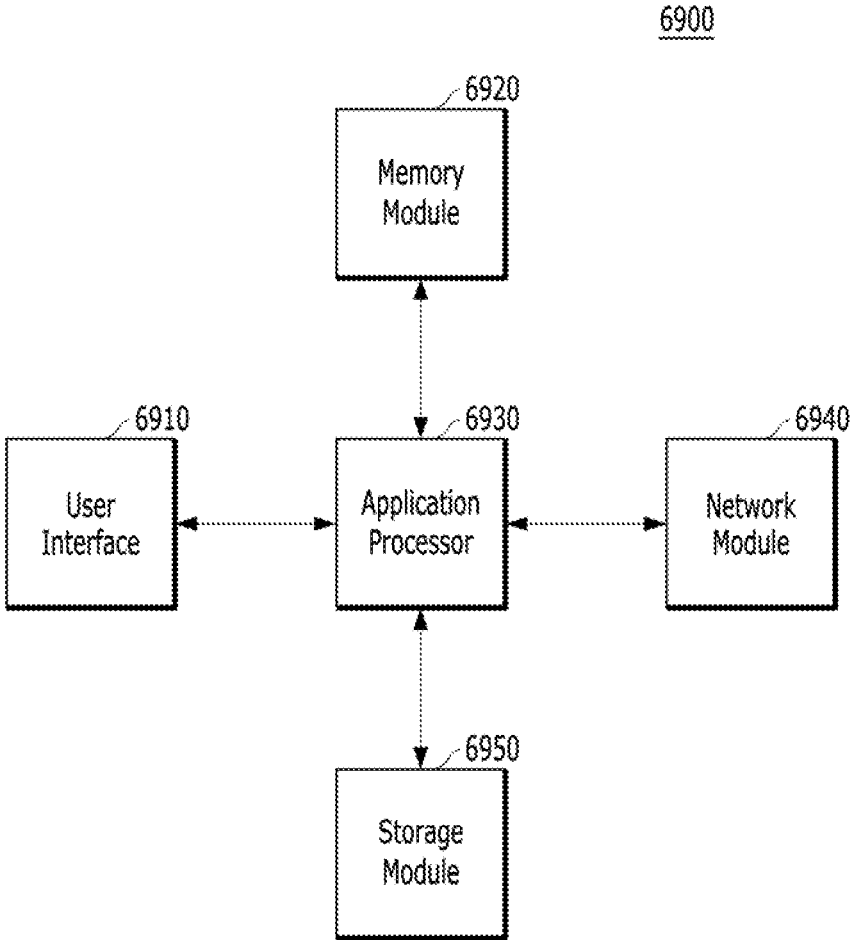 6900
6920
Memory
Module
6910
User
Interface
6930
Application
Processor
6940
Network
Module
6950
Storage
Module